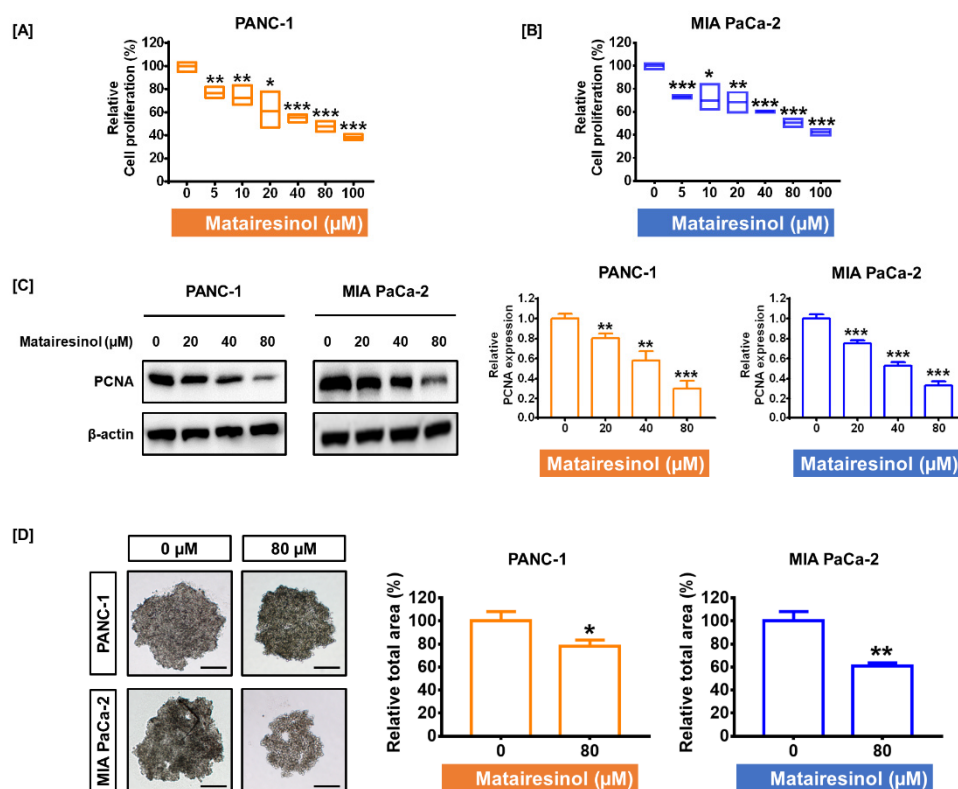 [A]
PANC-1
Relative
Cell proliferation (%)
120
100
80
60
40
20
0
** ** * *** *** ***
0 5 10 20 40 80 100
Matairesinol (µM)
[B]
MIA PaCa-2
Relative
Cell proliferation (%)
120
100
80
60
40
20
0
*** * ** *** *** ***
0 5 10 20 40 80 100
Matairesinol (µM)
[C]
PANC-1 MIA PaCa-2
Matairesinol (µM) 0 20 40 80 0 20 40 80
PCNA
β-actin
PANC-1
Relative
PCNA expression
1.2
1.0
0.8
0.6
0.4
0.2
0
** ** ***
0 20 40 80
Matairesinol (µM)
MIA PaCa-2
Relative
PCNA expression
1.2
1.0
0.8
0.6
0.4
0.2
0
*** *** ***
0 20 40 80
Matairesinol (µM)
[D]
0 µM 80 µM
PANC-1
MIA PaCa-2
PANC-1
Relative total area (%)
120
100
80
60
40
20
0
*
0 80
Matairesinol (µM)
MIA PaCa-2
Relative total area (%)
120
100
80
60
40
20
0
**
0 80
Matairesinol (µM)